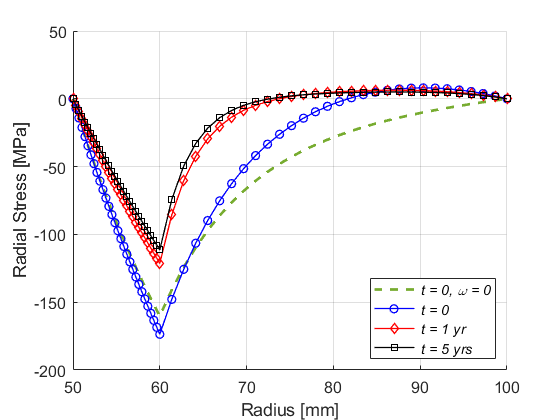 50
0
-50
-100
-150
-200
Radial Stress [MPa]
50 60 70 80 90 100
Radius [mm]
t = 0, ω = 0
t = 0
t = 1 yr
t = 5 yrs